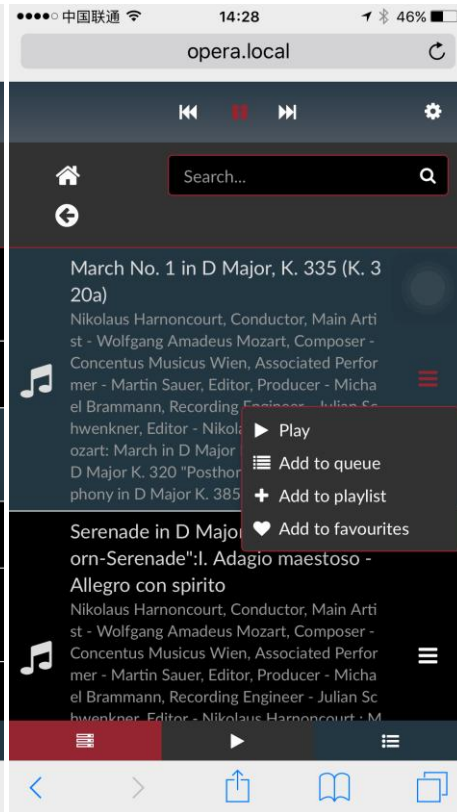 中国联通
14:28
46%
opera.local
Search...
March No. 1 in D Major, K. 335 (K. 3
20a)
Nikolaus Harnoncourt, Conductor, Main Arti
st - Wolfgang Amadeus Mozart, Composer -
Concentus Musicus Wien, Associated Perfor
mer - Martin Sauer, Editor, Producer - Micha
el Brammann, Recording Engineer - Julian Sc
hwenkner, Editor - Nikola
ozart: March in D Major
D Major K. 320 "Posthor
phony in D Major K. 385
Play
Add to queue
Add to playlist
Add to favourites
Serenade in D Major
orn-Serenade":I. Adagio maestoso -
Allegro con spirito
Nikolaus Harnoncourt, Conductor, Main Arti
st - Wolfgang Amadeus Mozart, Composer -
Concentus Musicus Wien, Associated Perfor
mer - Martin Sauer, Editor, Producer - Micha
el Brammann, Recording Engineer - Julian Sc
hwenkner, Editor - Nikolaus Harnoncourt : M